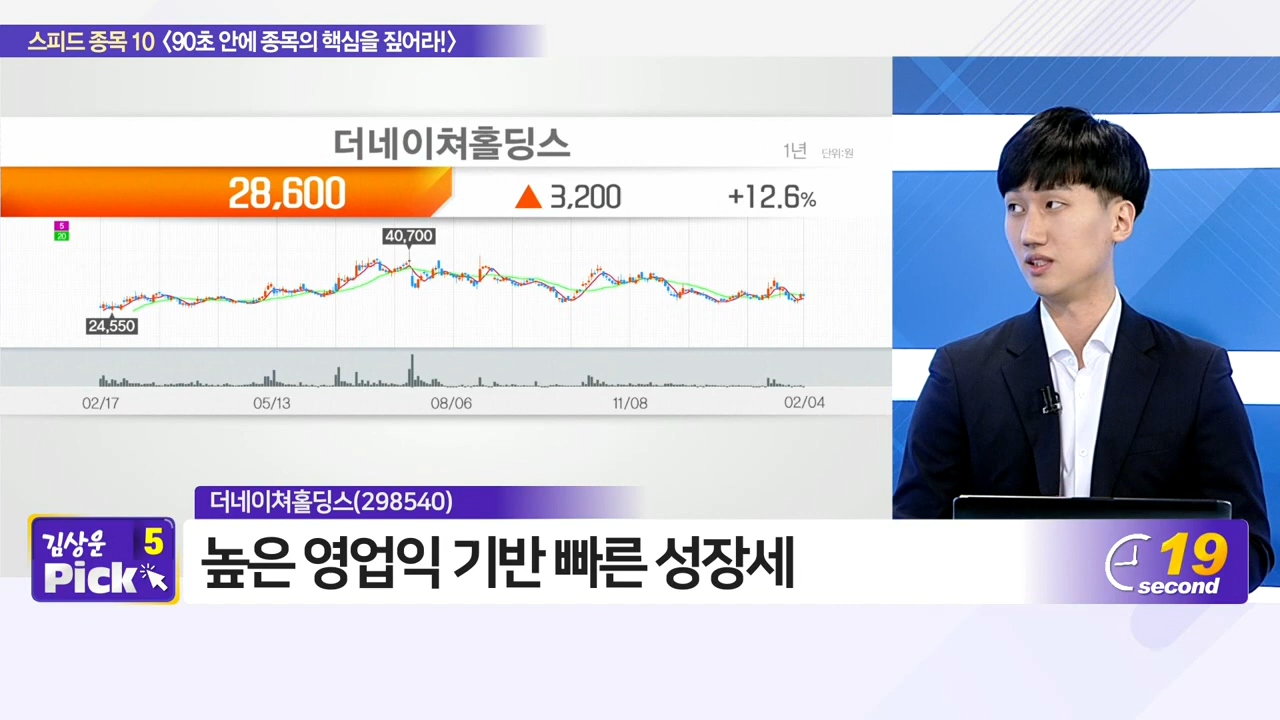 스피드 종목 10 〈90초 안에 종목의 핵심을 짚어라!〉
더네이쳐홀딩스
1년 단위:원
28,600 ▲ 3,200 +12.6%
5
20
40,700
24,550
02/17 05/13 08/06 11/08 02/04
더네이쳐홀딩스(298540)
김상운 5
Pick
높은 영업익 기반 빠른 성장세
19
second